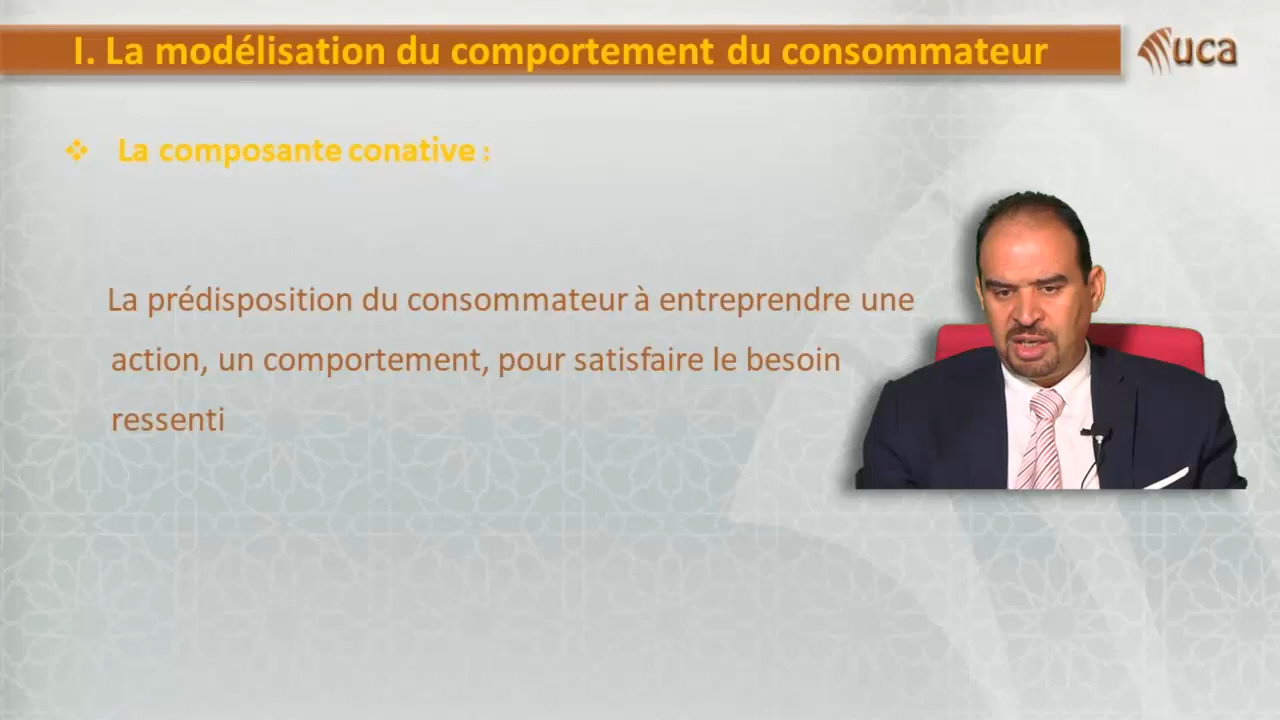 I. La modélisation du comportement du consommateur
uca
La composante conative :
La prédisposition du consommateur à entreprendre une
action, un comportement, pour satisfaire le besoin
ressenti